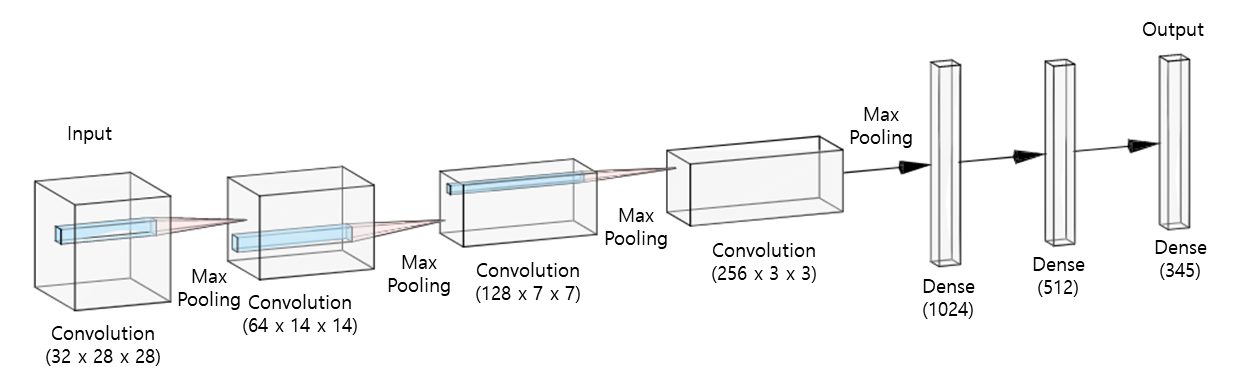 Input
Convolution
(32 x 28 x 28)
Max
Pooling
Convolution
(64 x 14 x 14)
Max
Pooling
Convolution
(128 x 7 x 7)
Max
Pooling
Convolution
(256 x 3 x 3)
Max
Pooling
Dense
(1024)
Dense
(512)
Output
Dense
(345)